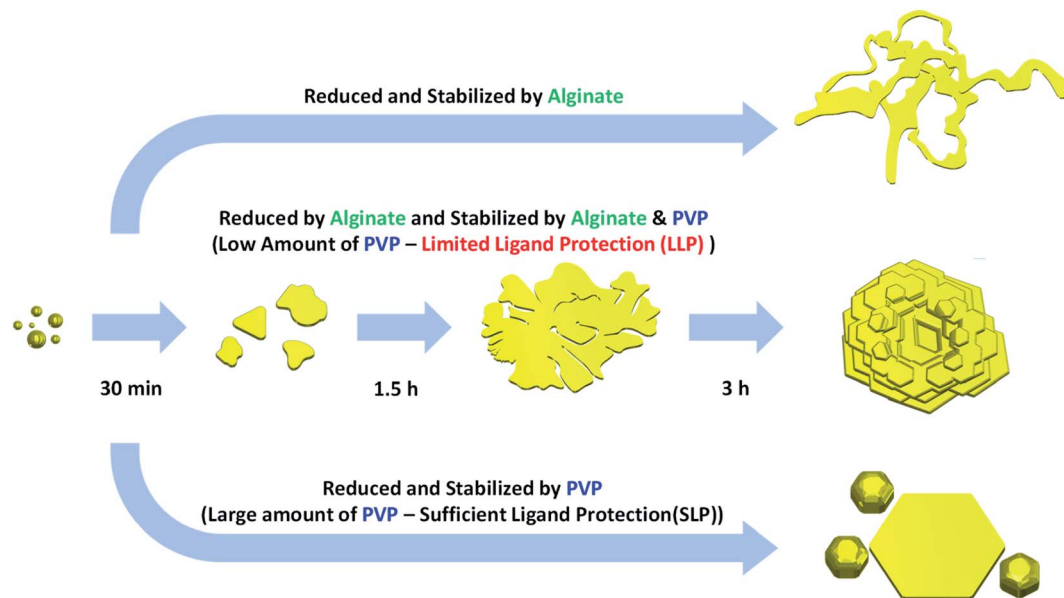 Reduced and Stabilized by Alginate
Reduced by Alginate and Stabilized by Alginate & PVP
(Low Amount of PVP – Limited Ligand Protection (LLP) )
30 min
1.5 h
3 h
Reduced and Stabilized by PVP
(Large amount of PVP – Sufficient Ligand Protection(SLP))